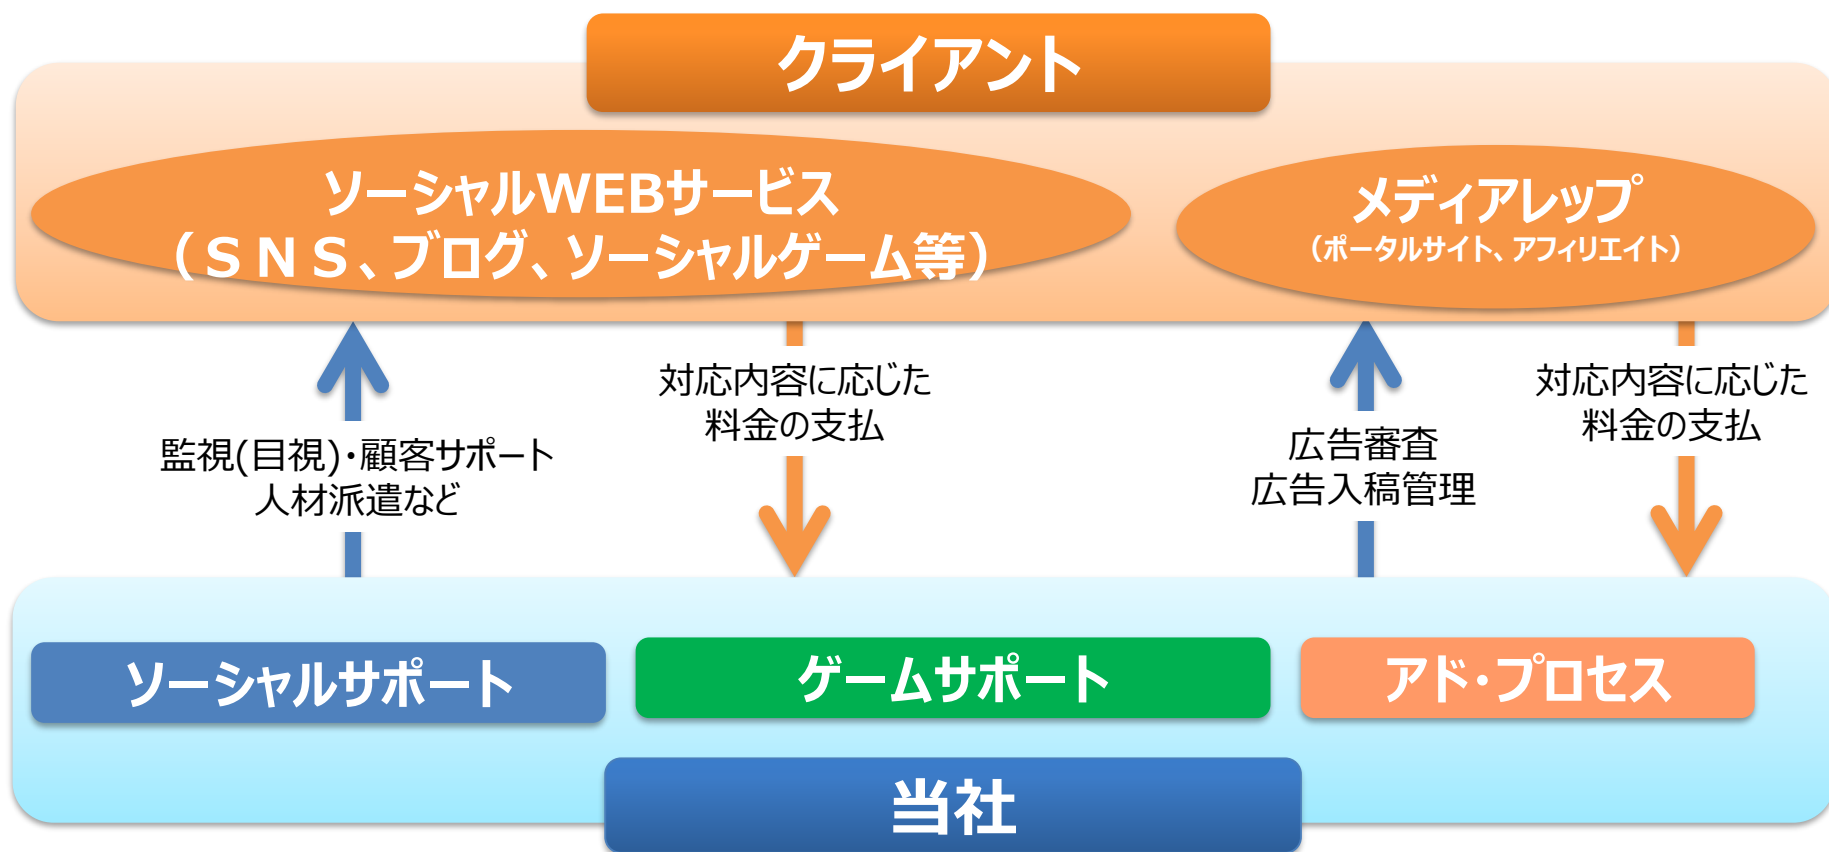 クライアント
ソーシャルWEBサービス
（ＳＮＳ、ブログ、ソーシャルゲーム等）
メディアレップ
（ポータルサイト、アフィリエイト）
監視(目視)・顧客サポート
人材派遣など
対応内容に応じた
料金の支払
広告審査
広告入稿管理
対応内容に応じた
料金の支払
ソーシャルサポート
ゲームサポート
アド・プロセス
当社